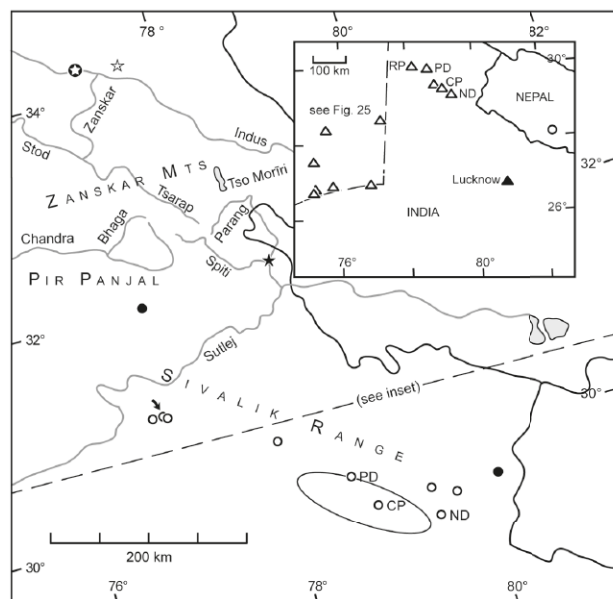 78 °
80°
82°
34°
Zanskar
Stod
ZANSKAR MTS
Indus
Tso Moriri
Tsarap
Bhaga
Parang
Chandra
Spiti
PIR PANJAL
32°
Sutlej
SIVALIK RANGE
(see inset)
PD
CP
ND
200 km
30°
76°
78 °
80°
32°
30°
100 km
80°
30°
RP
PD
CP
ND
NEPAL
see Fig. 25
Lucknow
INDIA
26°
76°
80°